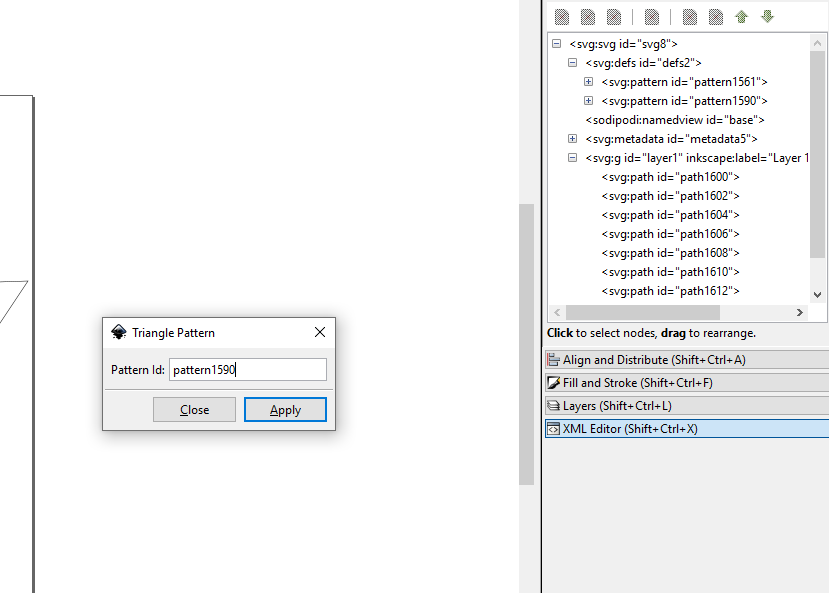 <svg:svg id="svg8">
<svg:defs id="defs2">
<svg:pattern id="pattern1561">
<svg:pattern id="pattern1590">
<sodipodi:namedview id="base">
<svg:metadata id="metadata5">
<svg:g id="layer1" inkscape:label="Layer 1
<svg:path id="path1600">
<svg:path id="path1602">
<svg:path id="path1604">
<svg:path id="path1606">
<svg:path id="path1608">
<svg:path id="path1610">
<svg:path id="path1612">
Click to select nodes, drag to rearrange.
Align and Distribute (Shift+Ctrl+A)
Fill and Stroke (Shift+Ctrl+F)
Layers (Shift+Ctrl+L)
XML Editor (Shift+Ctrl+X)
Triangle Pattern
Pattern Id: pattern1590
Close Apply